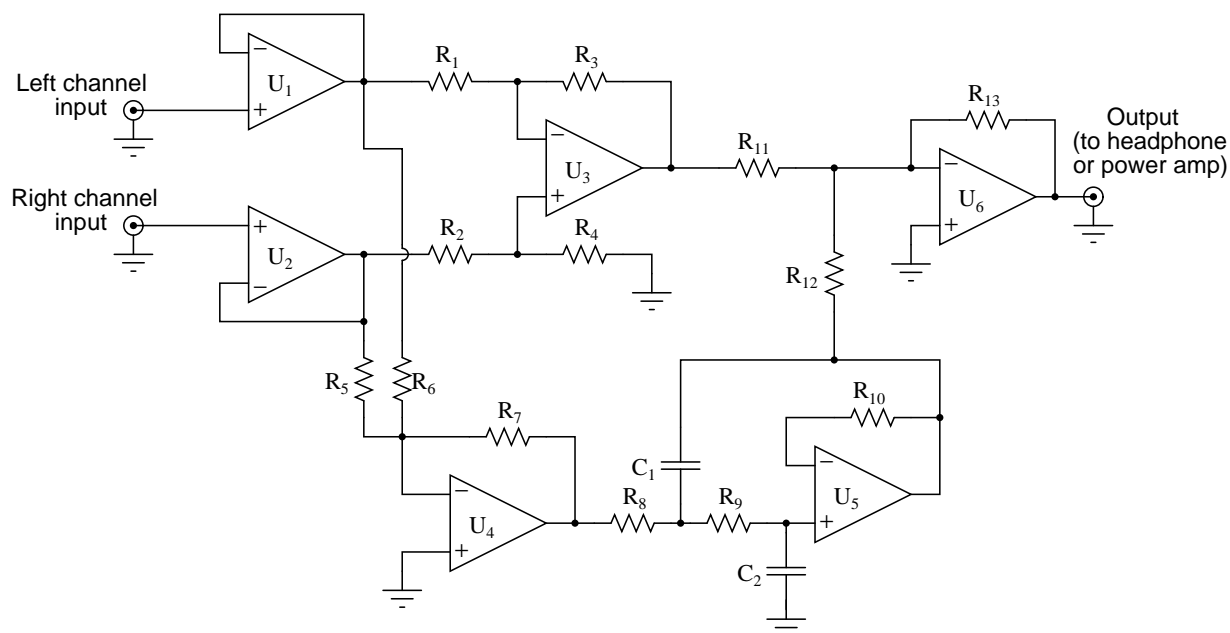 Left channel
input
U1
−
+
R1
R3
U3
−
+
R11
R13
Output
(to headphone
or power amp)
U6
−
+
Right channel
input
U2
+
−
R2
R4
R12
R5
R6
R7
R10
C1
U5
−
+
U4
−
+
R8
R9
C2